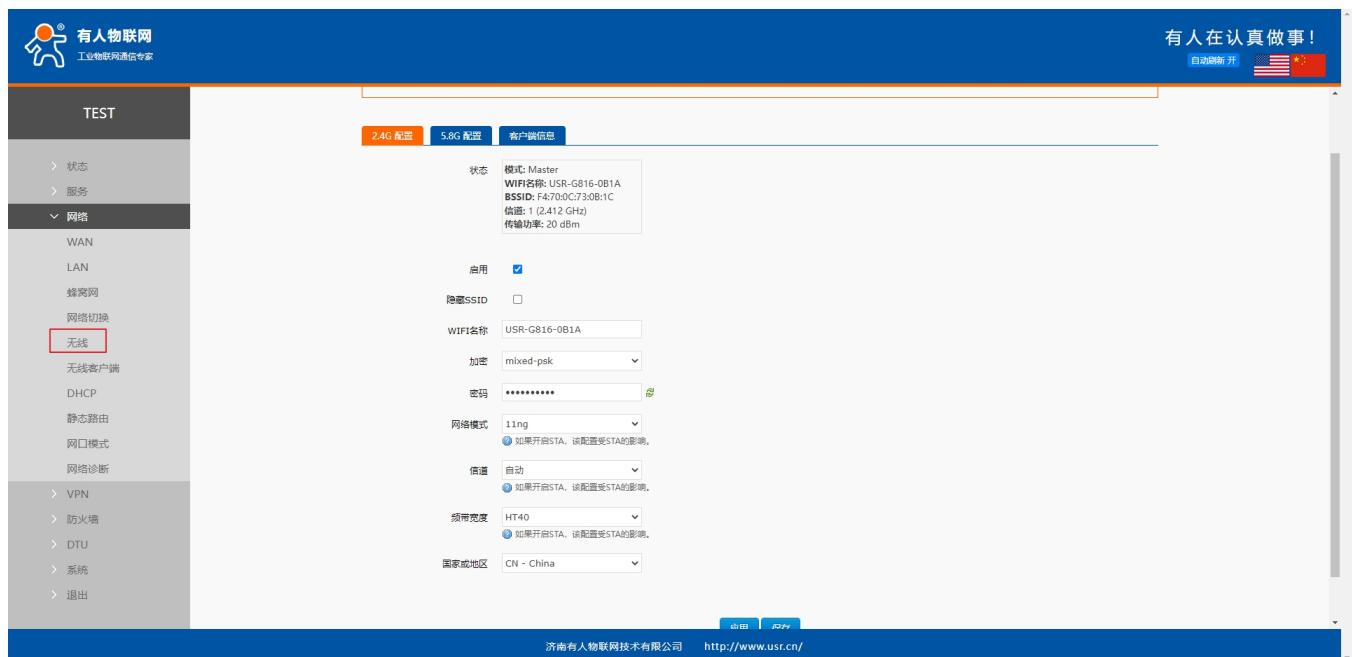 有人物联网
工业物联网通信专家
有人在认真做事！
自动刷新 开
TEST
状态
服务
网络
WAN
LAN
蜂窝网
网络切换
无线
无线客户端
DHCP
静态路由
网口模式
网络诊断
VPN
防火墙
DTU
系统
退出
2.4G 配置 5.8G 配置 客户端信息
状态 模式: Master
WIFI名称: USR-G816-0B1A
BSSID: F4:70:0C:73:0B:1C
信道: 1 (2.412 GHz)
传输功率: 20 dBm
启用
隐藏SSID
WIFI名称 USR-G816-0B1A
加密 mixed-psk
密码 ••••••••••
网络模式 11ng
如果开启STA，该配置受STA的影响。
信道 自动
如果开启STA，该配置受STA的影响。
频带宽度 HT40
如果开启STA，该配置受STA的影响。
国家或地区 CN - China
应用 保存
济南有人物联网技术有限公司 http://www.usr.cn/